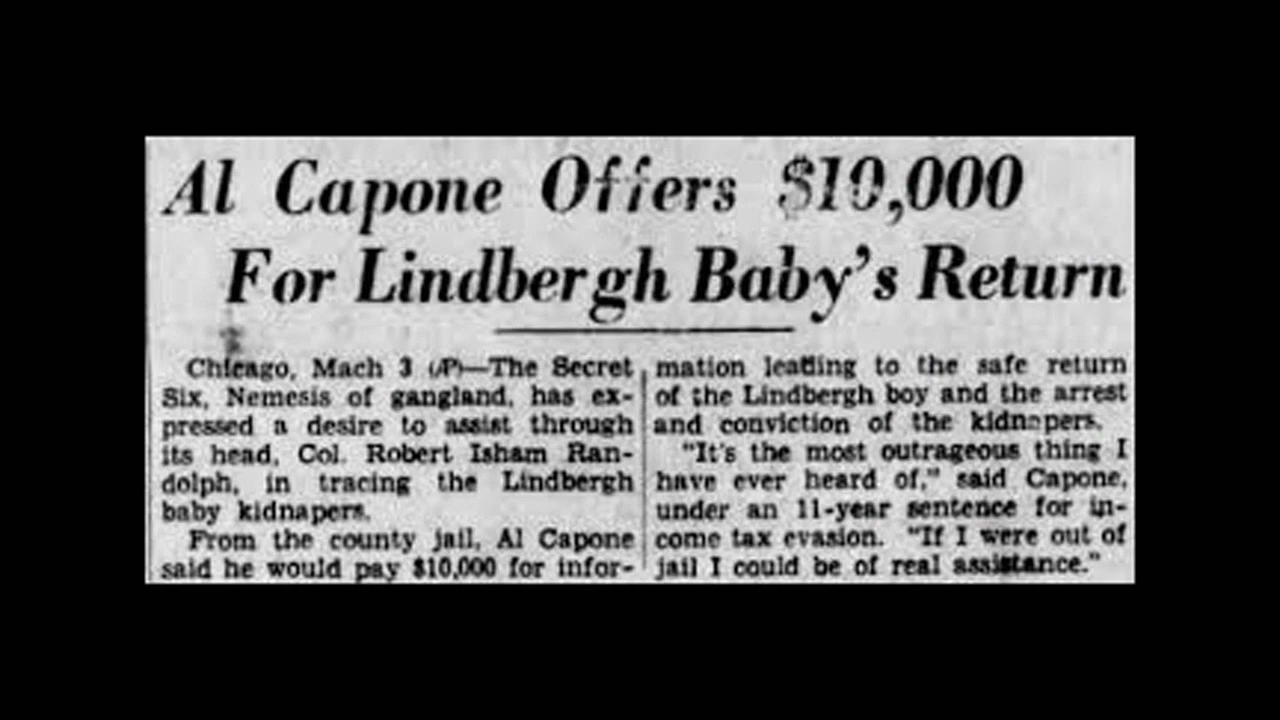 Al Capone Offers $10,000
For Lindbergh Baby's Return
Chicago, Mach 3 (AP)—The Secret
Six, Nemesis of gangland, has ex-
pressed a desire to assist through
its head, Col. Robert Isham Ran-
dolph, in tracing the Lindbergh
baby kidnapers.
From the county jail, Al Capone
said he would pay $10,000 for infor-
mation leading to the safe return
of the Lindbergh boy and the arrest
and conviction of the kidnapers.
"It's the most outrageous thing I
have ever heard of," said Capone,
under an 11-year sentence for in-
come tax evasion. "If I were out of
jail I could be of real assistance."